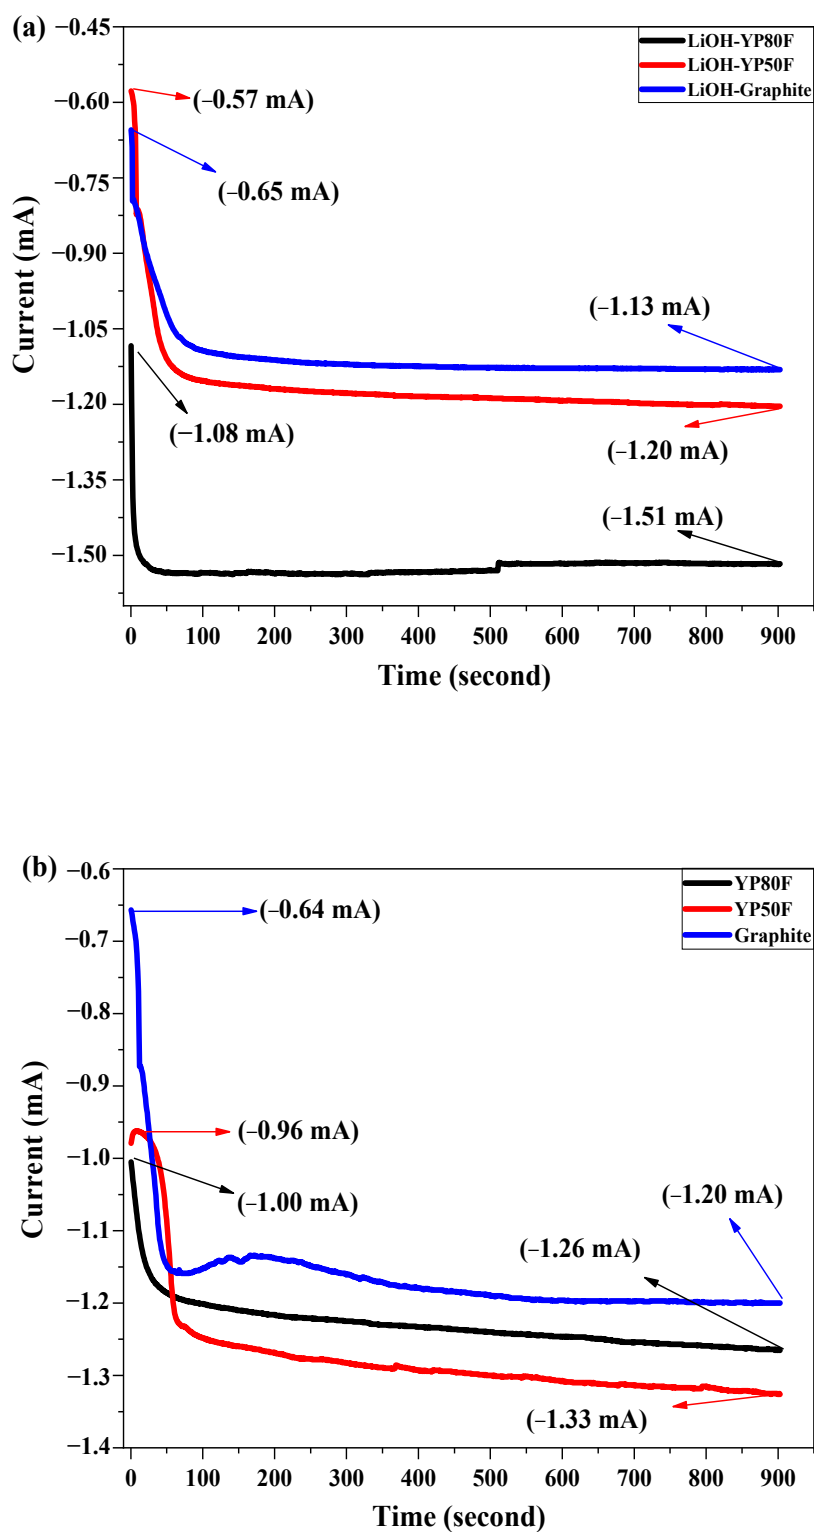 (a)
−0.45
−0.60
−0.75
−0.90
−1.05
−1.20
−1.35
−1.50
Current (mA)
LiOH-YP80F
LiOH-YP50F
LiOH-Graphite
(−0.57 mA)
(−0.65 mA)
(−1.13 mA)
(−1.08 mA)
(−1.20 mA)
(−1.51 mA)
0 100 200 300 400 500 600 700 800 900
Time (second)
(b)
−0.6
−0.7
−0.8
−0.9
−1.0
−1.1
−1.2
−1.3
−1.4
Current (mA)
YP80F
YP50F
Graphite
(−0.64 mA)
(−0.96 mA)
(−1.00 mA)
(−1.20 mA)
(−1.26 mA)
(−1.33 mA)
0 100 200 300 400 500 600 700 800 900
Time (second)